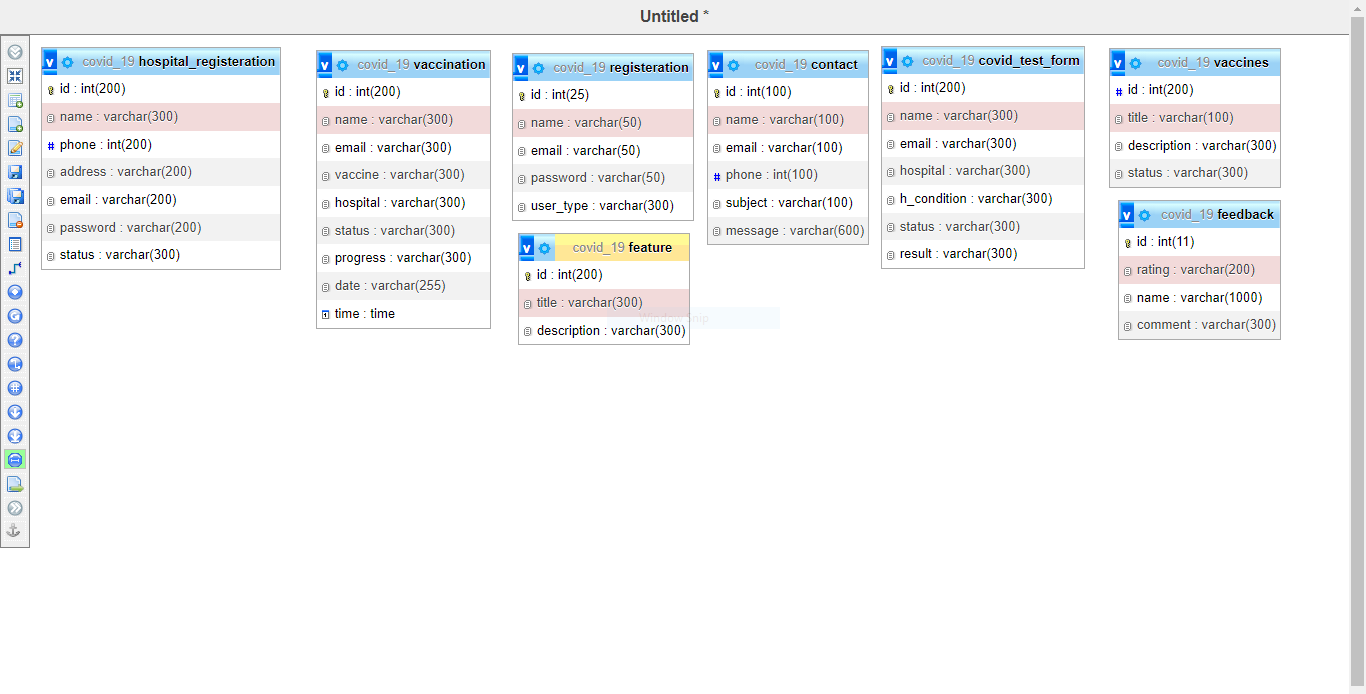 Untitled *
covid_19 hospital_registeration
id : int(200)
name : varchar(300)
phone : int(200)
address : varchar(200)
email : varchar(200)
password : varchar(200)
status : varchar(300)
covid_19 vaccination
id : int(200)
name : varchar(300)
email : varchar(300)
vaccine : varchar(300)
hospital : varchar(300)
status : varchar(300)
progress : varchar(300)
date : varchar(255)
time : time
covid_19 registeration
id : int(25)
name : varchar(50)
email : varchar(50)
password : varchar(50)
user_type : varchar(300)
covid_19 feature
id : int(200)
title : varchar(300)
description : varchar(300)
Window Snip
covid_19 contact
id : int(100)
name : varchar(100)
email : varchar(100)
phone : int(100)
subject : varchar(100)
message : varchar(600)
covid_19 covid_test_form
id : int(200)
name : varchar(300)
email : varchar(300)
hospital : varchar(300)
h_condition : varchar(300)
status : varchar(300)
result : varchar(300)
covid_19 vaccines
id : int(200)
title : varchar(100)
description : varchar(300)
status : varchar(300)
covid_19 feedback
id : int(11)
rating : varchar(200)
name : varchar(1000)
comment : varchar(300)